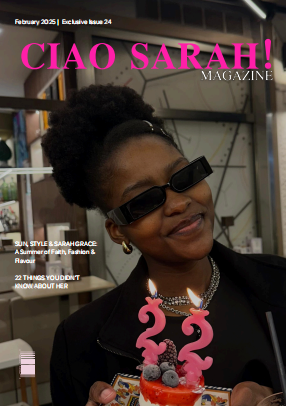 February 2025 | Exclusive Issue 24
CIAO SARAH!
MAGAZINE
SUN, STYLE & SARAH GRACE:
A Summer of Faith, Fashion &
Flavour
22 THINGS YOU DIDN'T
KNOW ABOUT HER
22